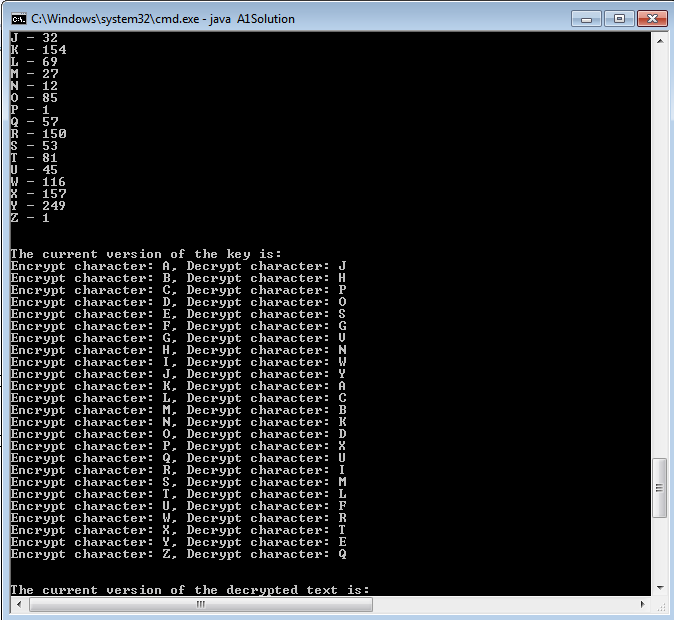 C:\Windows\system32\cmd.exe - java  A1Solution
J - 32
K - 154
L - 69
M - 27
N - 12
O - 85
P - 1
Q - 57
R - 150
S - 53
T - 81
U - 45
W - 116
X - 157
Y - 249
Z - 1
The current version of the key is:
Encrypt character: A, Decrypt character: J
Encrypt character: B, Decrypt character: H
Encrypt character: C, Decrypt character: P
Encrypt character: D, Decrypt character: O
Encrypt character: E, Decrypt character: S
Encrypt character: F, Decrypt character: G
Encrypt character: G, Decrypt character: V
Encrypt character: H, Decrypt character: N
Encrypt character: I, Decrypt character: W
Encrypt character: J, Decrypt character: Y
Encrypt character: K, Decrypt character: A
Encrypt character: L, Decrypt character: C
Encrypt character: M, Decrypt character: B
Encrypt character: N, Decrypt character: K
Encrypt character: O, Decrypt character: D
Encrypt character: P, Decrypt character: X
Encrypt character: Q, Decrypt character: U
Encrypt character: R, Decrypt character: I
Encrypt character: S, Decrypt character: M
Encrypt character: T, Decrypt character: L
Encrypt character: U, Decrypt character: F
Encrypt character: W, Decrypt character: R
Encrypt character: X, Decrypt character: T
Encrypt character: Y, Decrypt character: E
Encrypt character: Z, Decrypt character: Q
The current version of the decrypted text is: